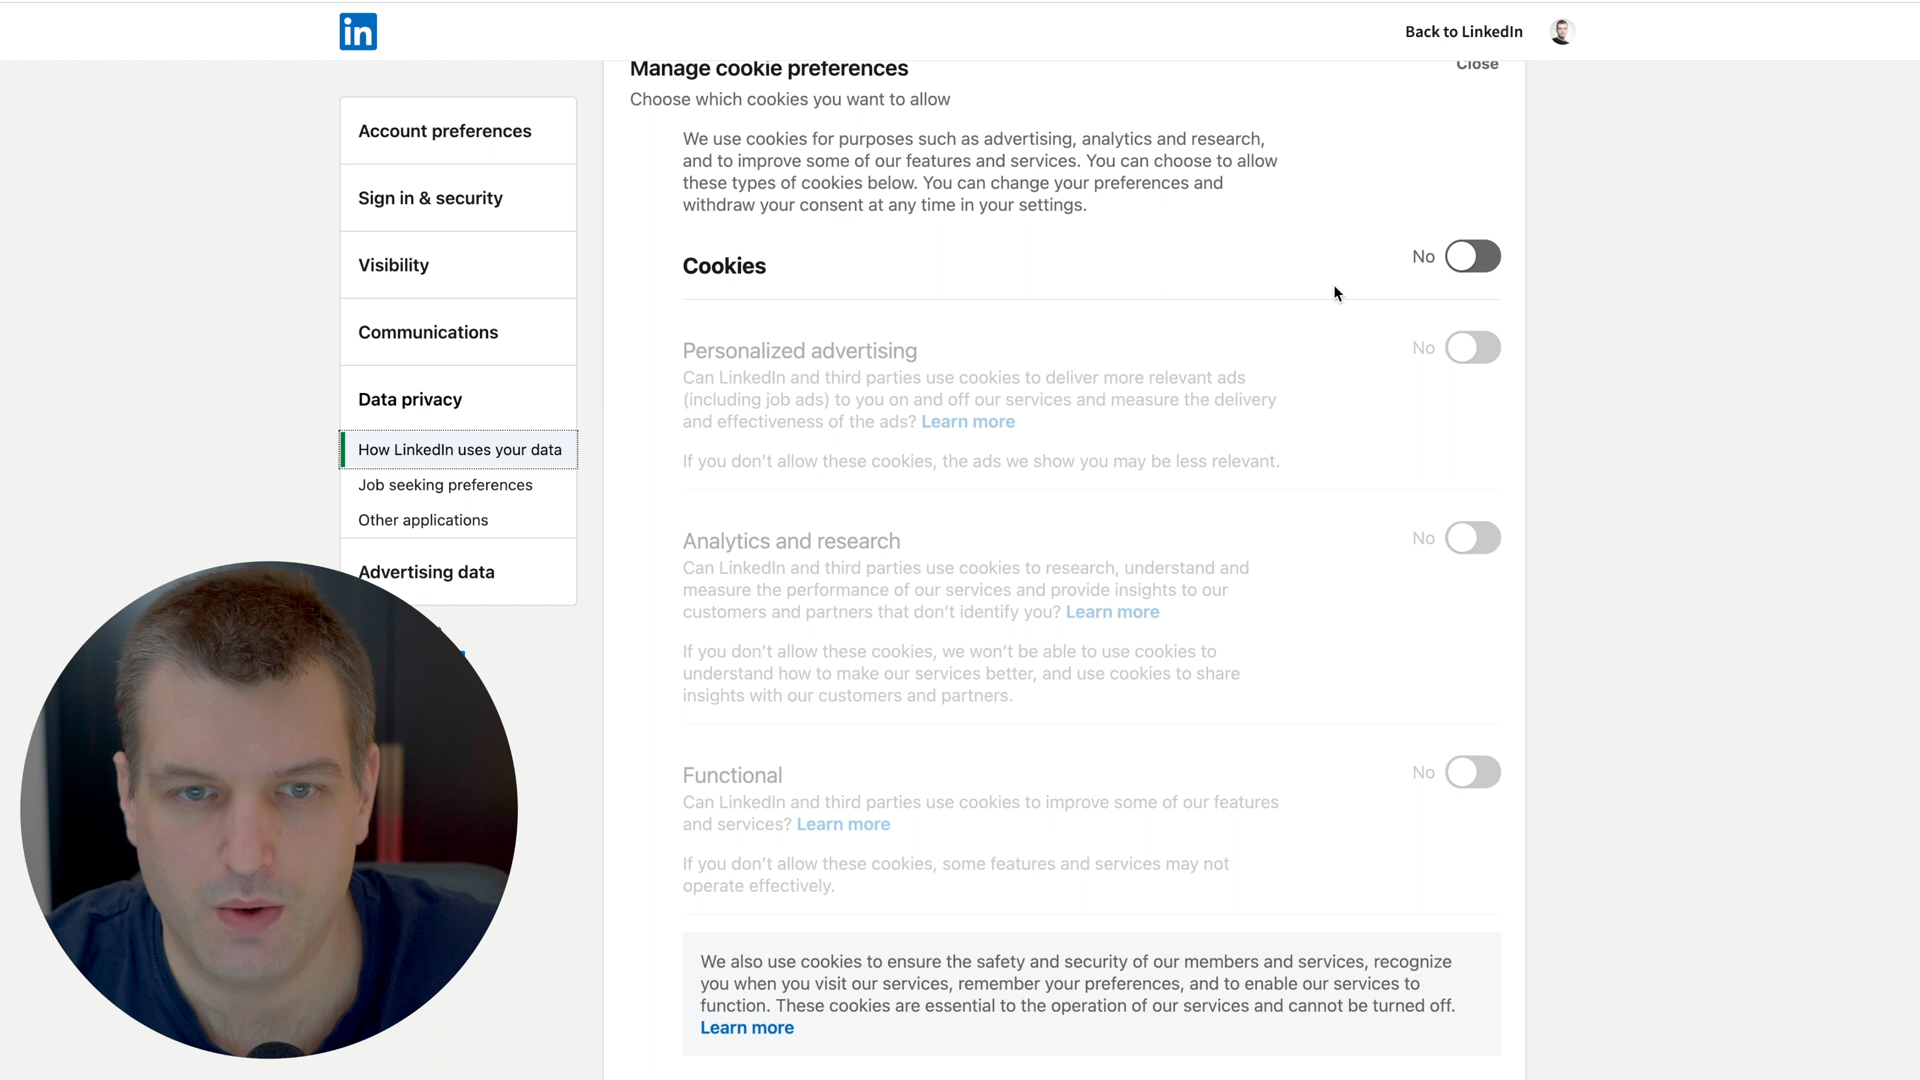 in
Back to LinkedIn
Account preferences
Sign in & security
Visibility
Communications
Data privacy
How LinkedIn uses your data
Job seeking preferences
Other applications
Advertising data
Manage cookie preferences
Close
Choose which cookies you want to allow
We use cookies for purposes such as advertising, analytics and research,
and to improve some of our features and services. You can choose to allow
these types of cookies below. You can change your preferences and
withdraw your consent at any time in your settings.
Cookies
No
Personalized advertising
No
Can LinkedIn and third parties use cookies to deliver more relevant ads
(including job ads) to you on and off our services and measure the delivery
and effectiveness of the ads? Learn more
If you don’t allow these cookies, the ads we show you may be less relevant.
Analytics and research
No
Can LinkedIn and third parties use cookies to research, understand and
measure the performance of our services and provide insights to our
customers and partners that don’t identify you? Learn more
If you don’t allow these cookies, we won’t be able to use cookies to
understand how to make our services better, and use cookies to share
insights with our customers and partners.
Functional
No
Can LinkedIn and third parties use cookies to improve some of our features
and services? Learn more
If you don’t allow these cookies, some features and services may not
operate effectively.
We also use cookies to ensure the safety and security of our members and services, recognize
you when you visit our services, remember your preferences, and to enable our services to
function. These cookies are essential to the operation of our services and cannot be turned off.
Learn more